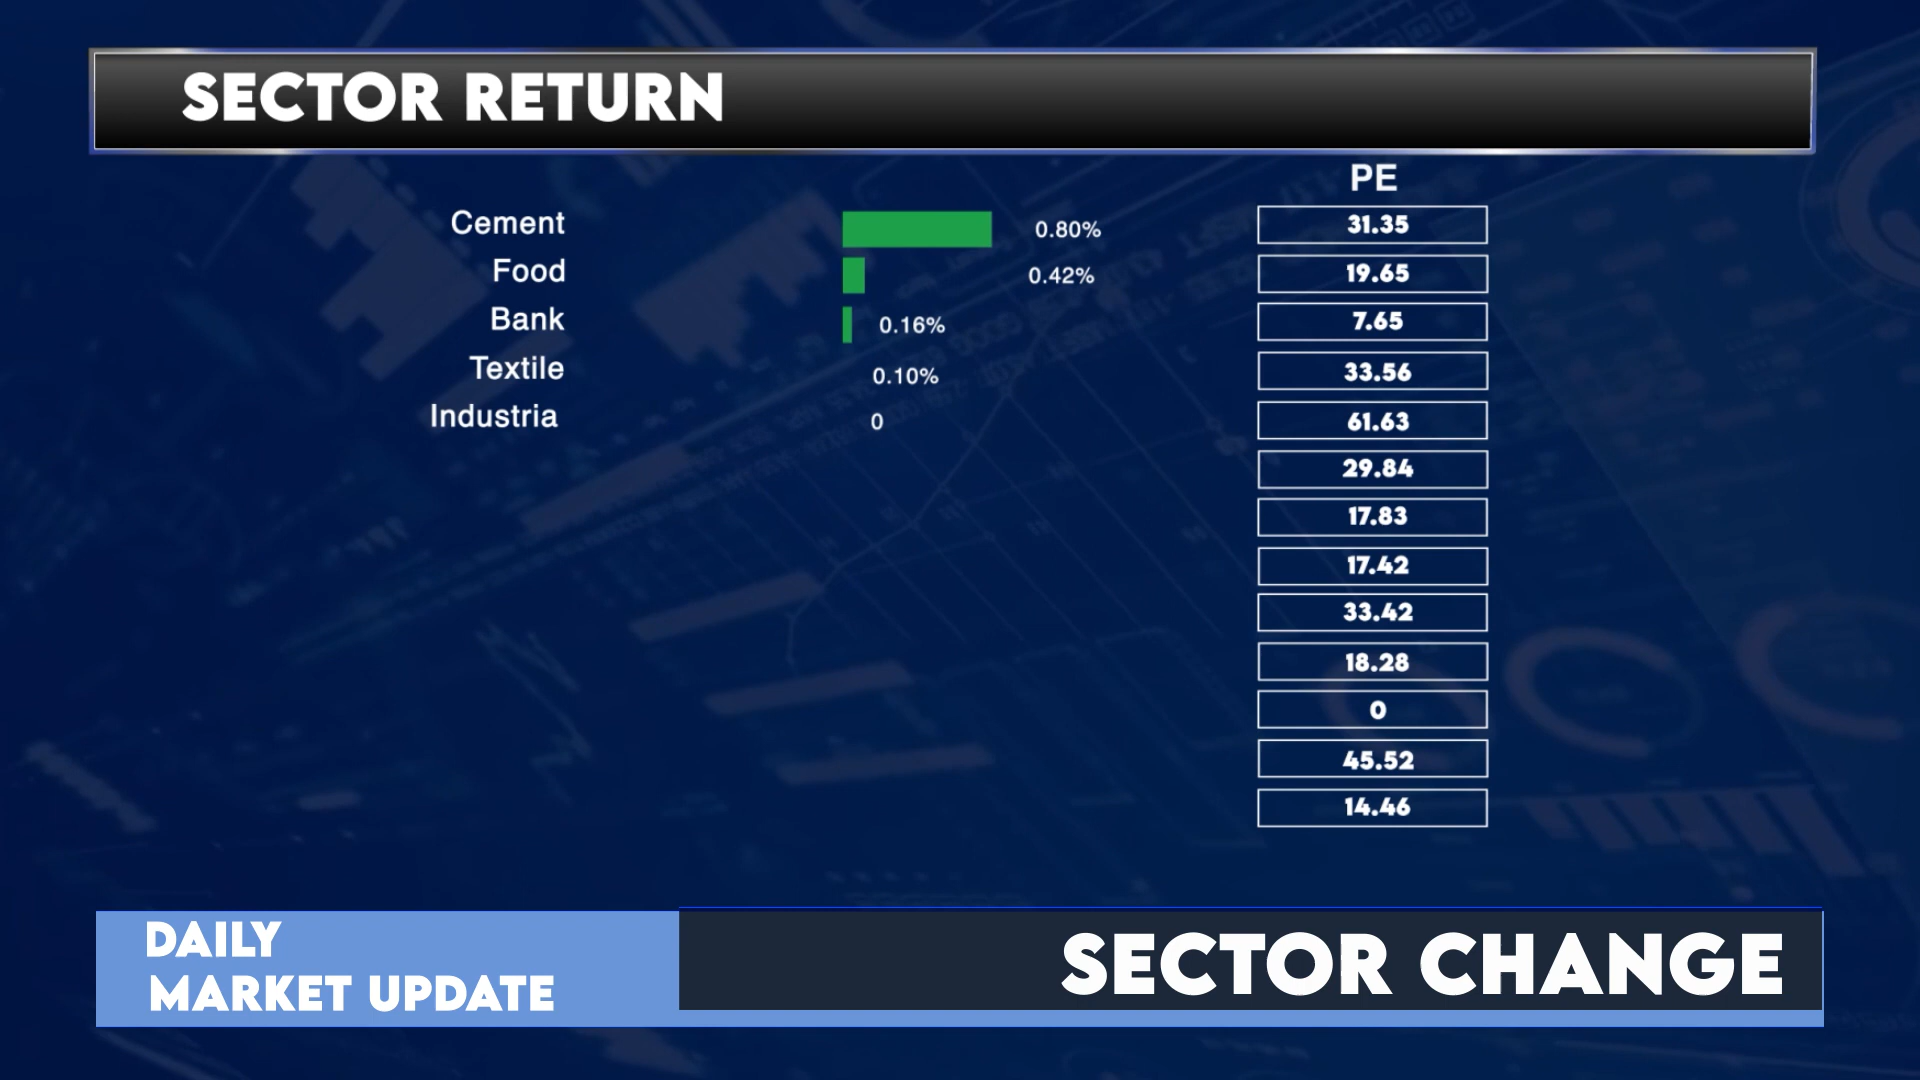 SECTOR RETURN
PE
Cement 0.80% 31.35
Food 0.42% 19.65
Bank 0.16% 7.65
Textile 0.10% 33.56
Industria 0 61.63
29.84
17.83
17.42
33.42
18.28
0
45.52
14.46
DAILY
MARKET UPDATE
SECTOR CHANGE